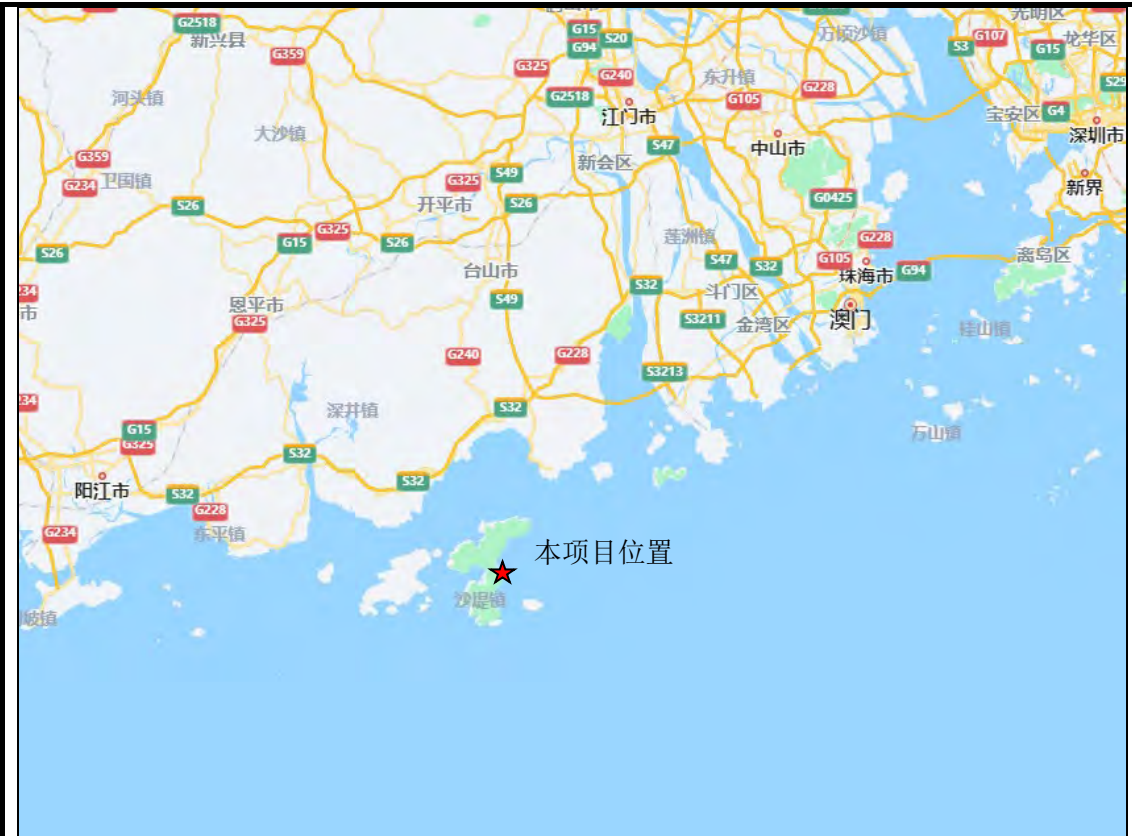 G2518
新兴县
G359
G15
G94
S20
G325
G240
G2518
江门市
万顷沙镇
东升镇
G105
G228
中山市
光明区
S3
G107
G15
龙华区
宝安区
G4
深圳市
新界
河头镇
大沙镇
G359
G234
卫国镇
S26
S26
G15
G325
S26
开平市
G325
S49
S26
新会区
S47
G0425
莲洲镇
S47
S32
G105
G228
珠海市
G94
离岛区
台山市
S49
恩平市
G325
S32
斗门区
S3211
金湾区
澳门
桂山镇
G240
G228
S3213
深井镇
S32
万山镇
G15
G325
阳江市
S32
S32
S32
G228
东平镇
G234
本项目位置
沙堤镇